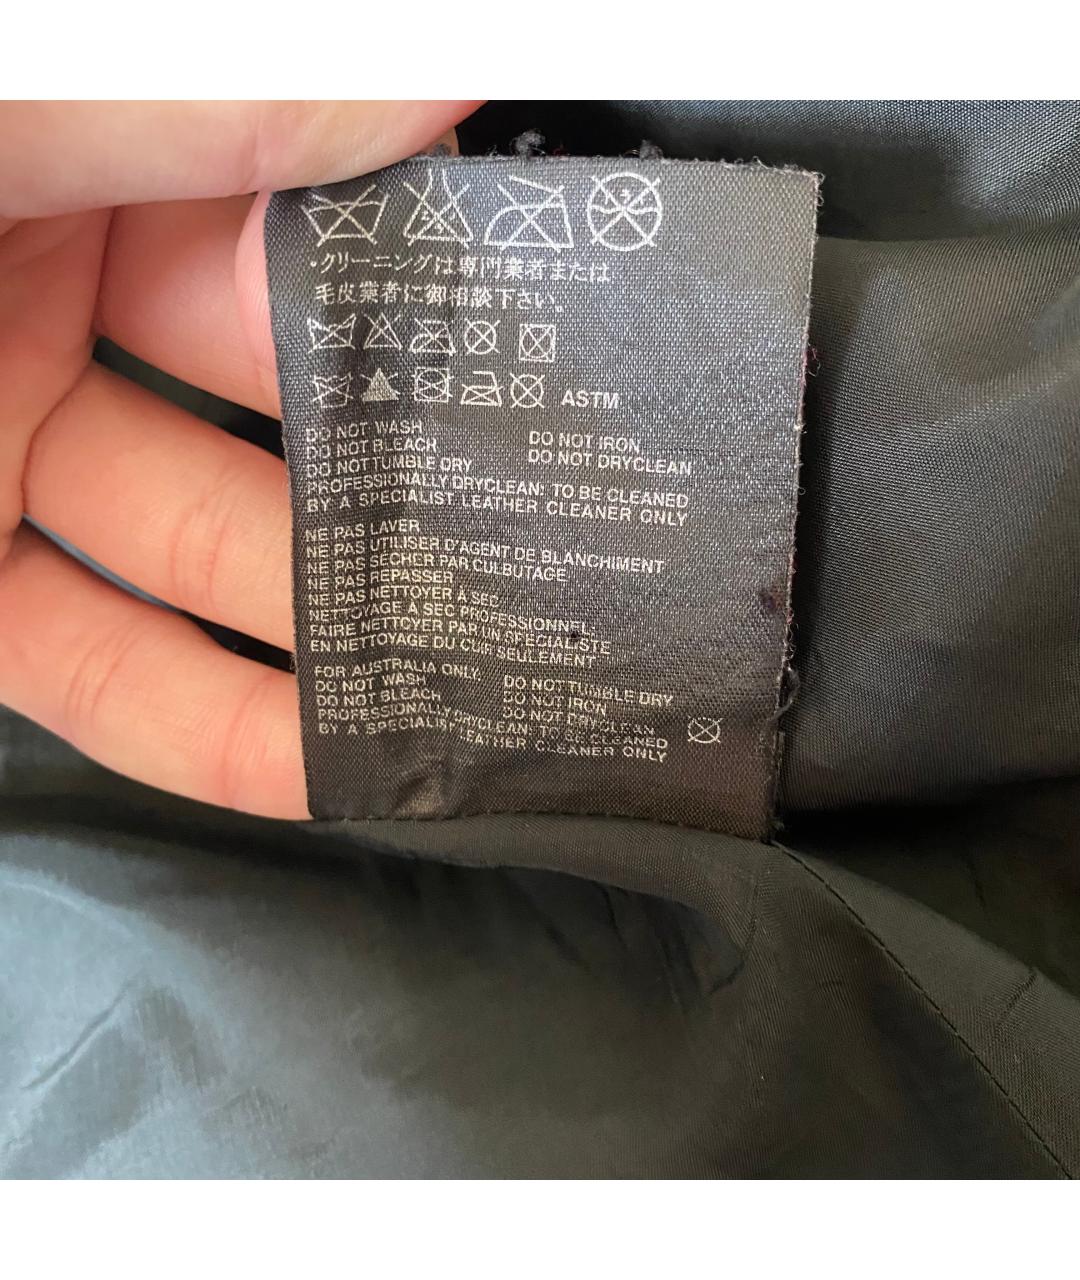 ・クリーニングは専門業者または
毛皮業者に御相談下さい。
ASTM
DO NOT WASH
DO NOT BLEACH
DO NOT TUMBLE DRY
DO NOT IRON
DO NOT DRYCLEAN
PROFESSIONALLY DRYCLEAN: TO BE CLEANED
BY A SPECIALIST LEATHER CLEANER ONLY
NE PAS LAVER
NE PAS UTILISER D'AGENT DE BLANCHIMENT
NE PAS SÉCHER PAR CULBUTAGE
NE PAS REPASSER
NE PAS NETTOYER À SEC
NETTOYAGE À SEC PROFESSIONNEL,
FAIRE NETTOYER PAR UN SPÉCIALISTE
EN NETTOYAGE DU CUIR SEULEMENT
FOR AUSTRALIA ONLY.
DO NOT WASH
DO NOT BLEACH
DO NOT TUMBLE DRY
DO NOT IRON
DO NOT DRYCLEAN
PROFESSIONALLY DRYCLEAN: TO BE CLEANED
BY A SPECIALIST LEATHER CLEANER ONLY